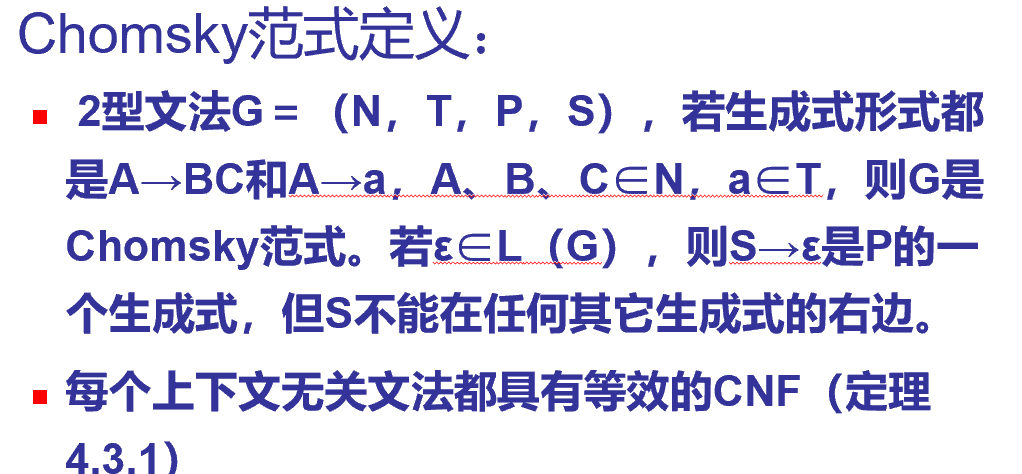 Chomsky范式定义：
2型文法G＝（N，T，P，S），若生成式形式都
是A→BC和A→a，A、B、C∈N，a∈T，则G是
Chomsky范式。若ε∈L（G），则S→ε是P的一
个生成式，但S不能在任何其它生成式的右边。
每个上下文无关文法都具有等效的CNF（定理
4.3.1）